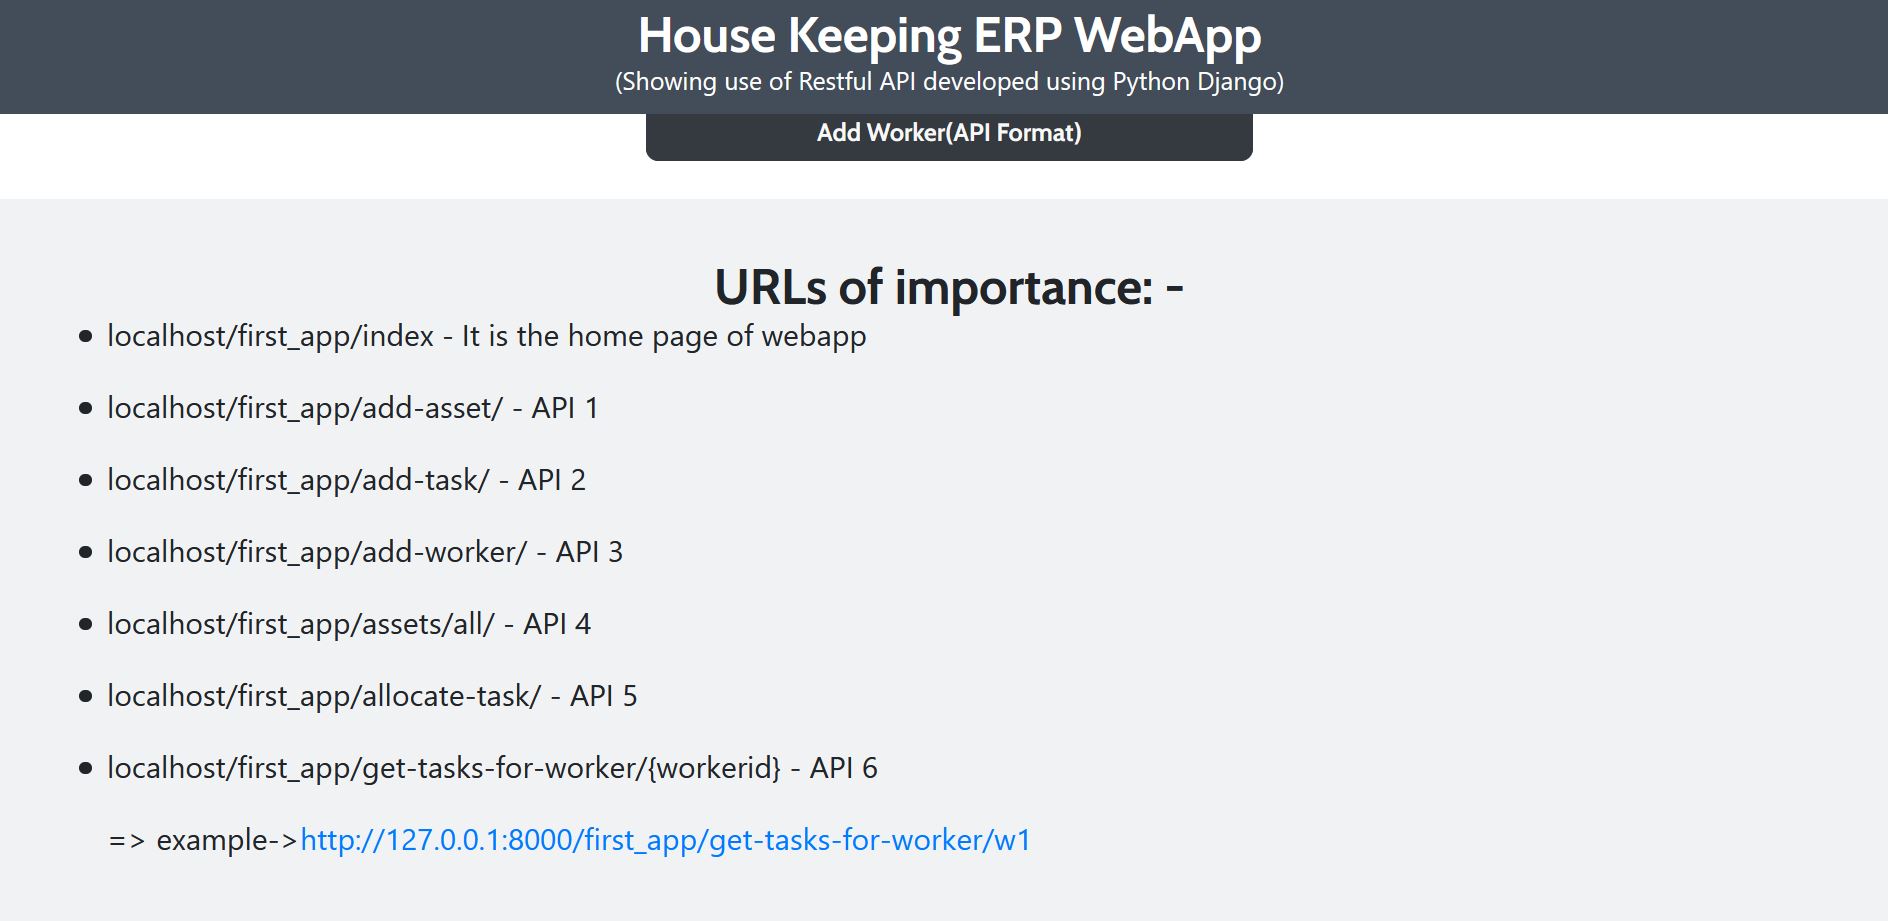 House Keeping ERP WebApp
(Showing use of Restful API developed using Python Django)
Add Worker(API Format)
URLs of importance: -
localhost/first_app/index - It is the home page of webapp
localhost/first_app/add-asset/ - API 1
localhost/first_app/add-task/ - API 2
localhost/first_app/add-worker/ - API 3
localhost/first_app/assets/all/ - API 4
localhost/first_app/allocate-task/ - API 5
localhost/first_app/get-tasks-for-worker/{workerid} - API 6
=> example->http://127.0.0.1:8000/first_app/get-tasks-for-worker/w1